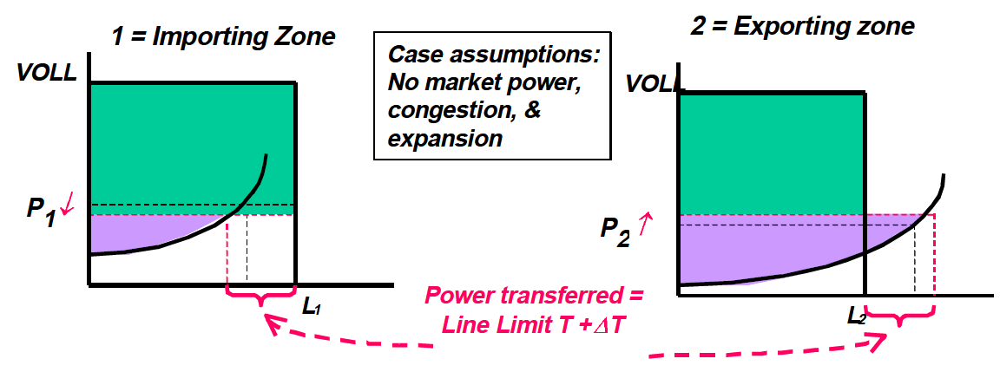 1 = Importing Zone
2 = Exporting zone
Case assumptions:
No market power,
congestion, &
expansion
VOLL
P1
L1
VOLL
P2
L2
Power transferred =
Line Limit T +ΔT